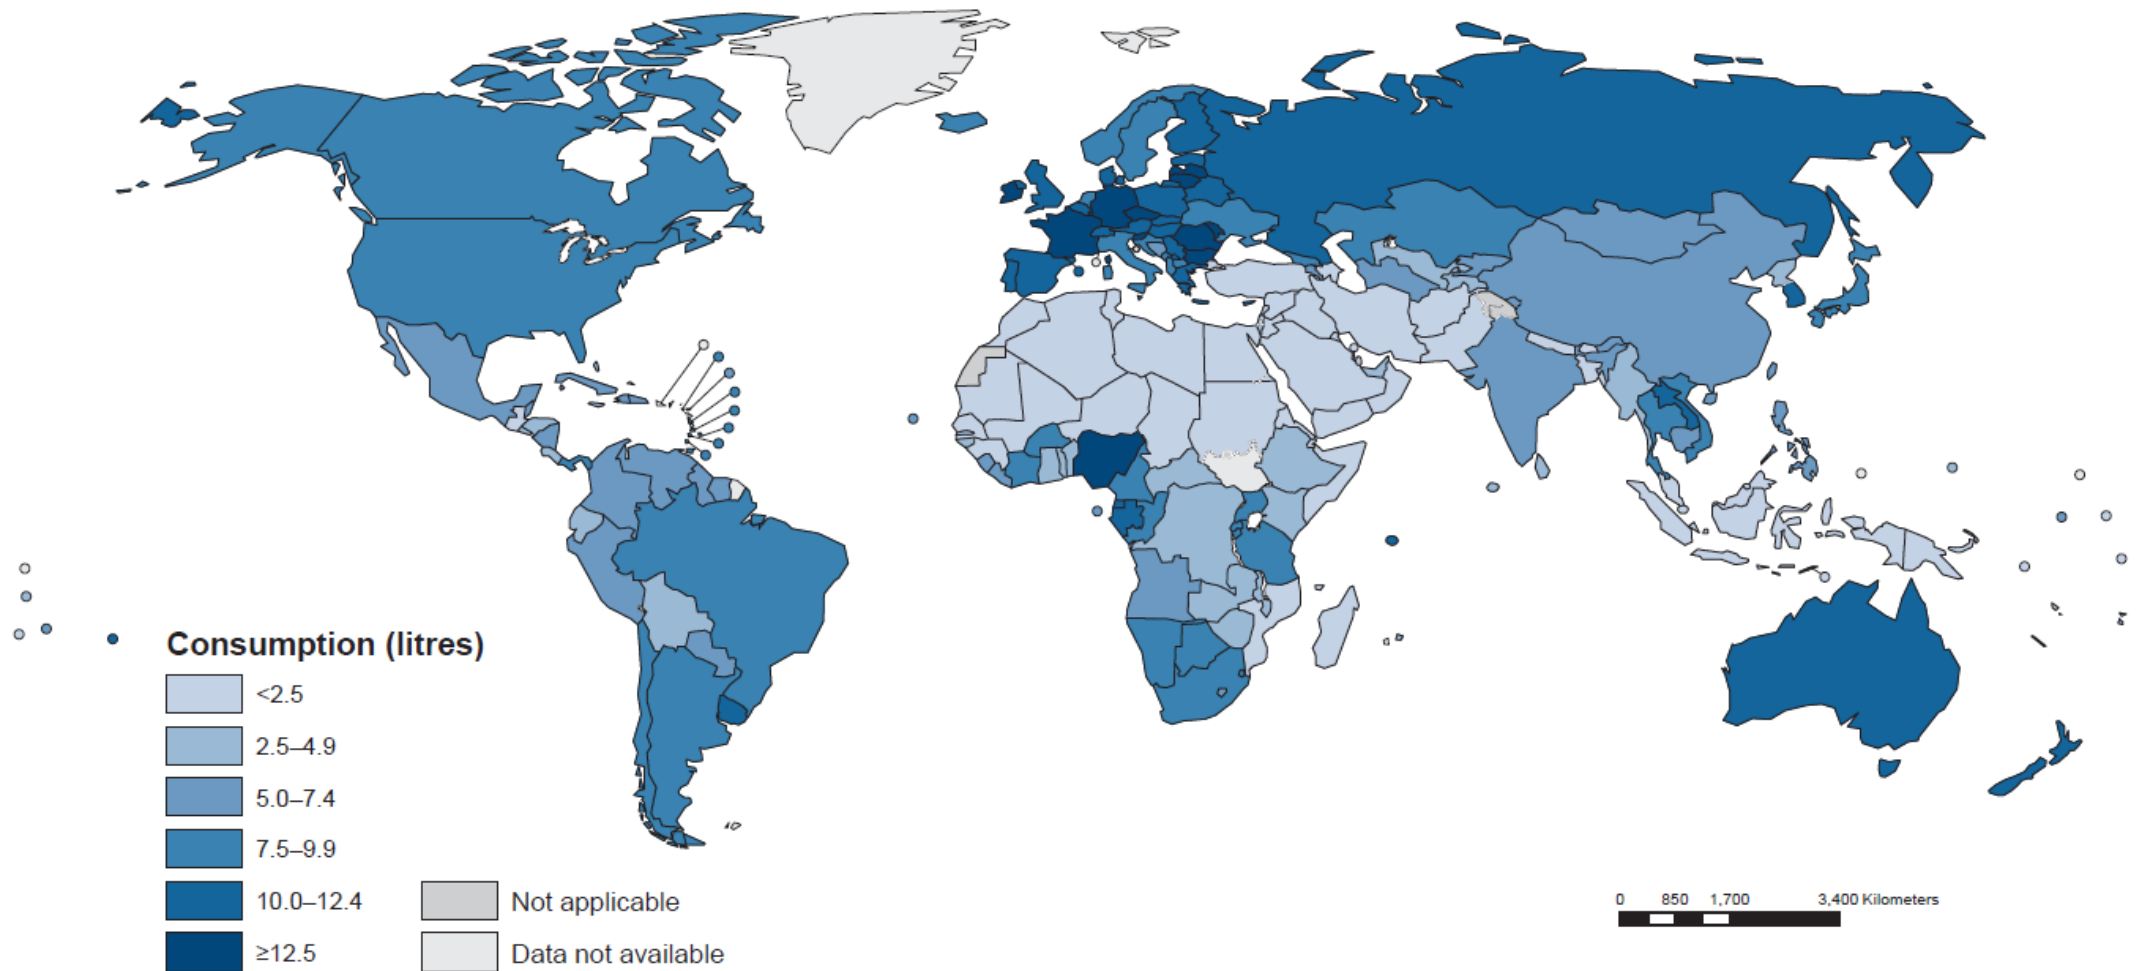 Consumption (litres)
<2.5
2.5–4.9
5.0–7.4
7.5–9.9
10.0–12.4
≥12.5
Not applicable
Data not available
0 850 1,700 3,400 Kilometers